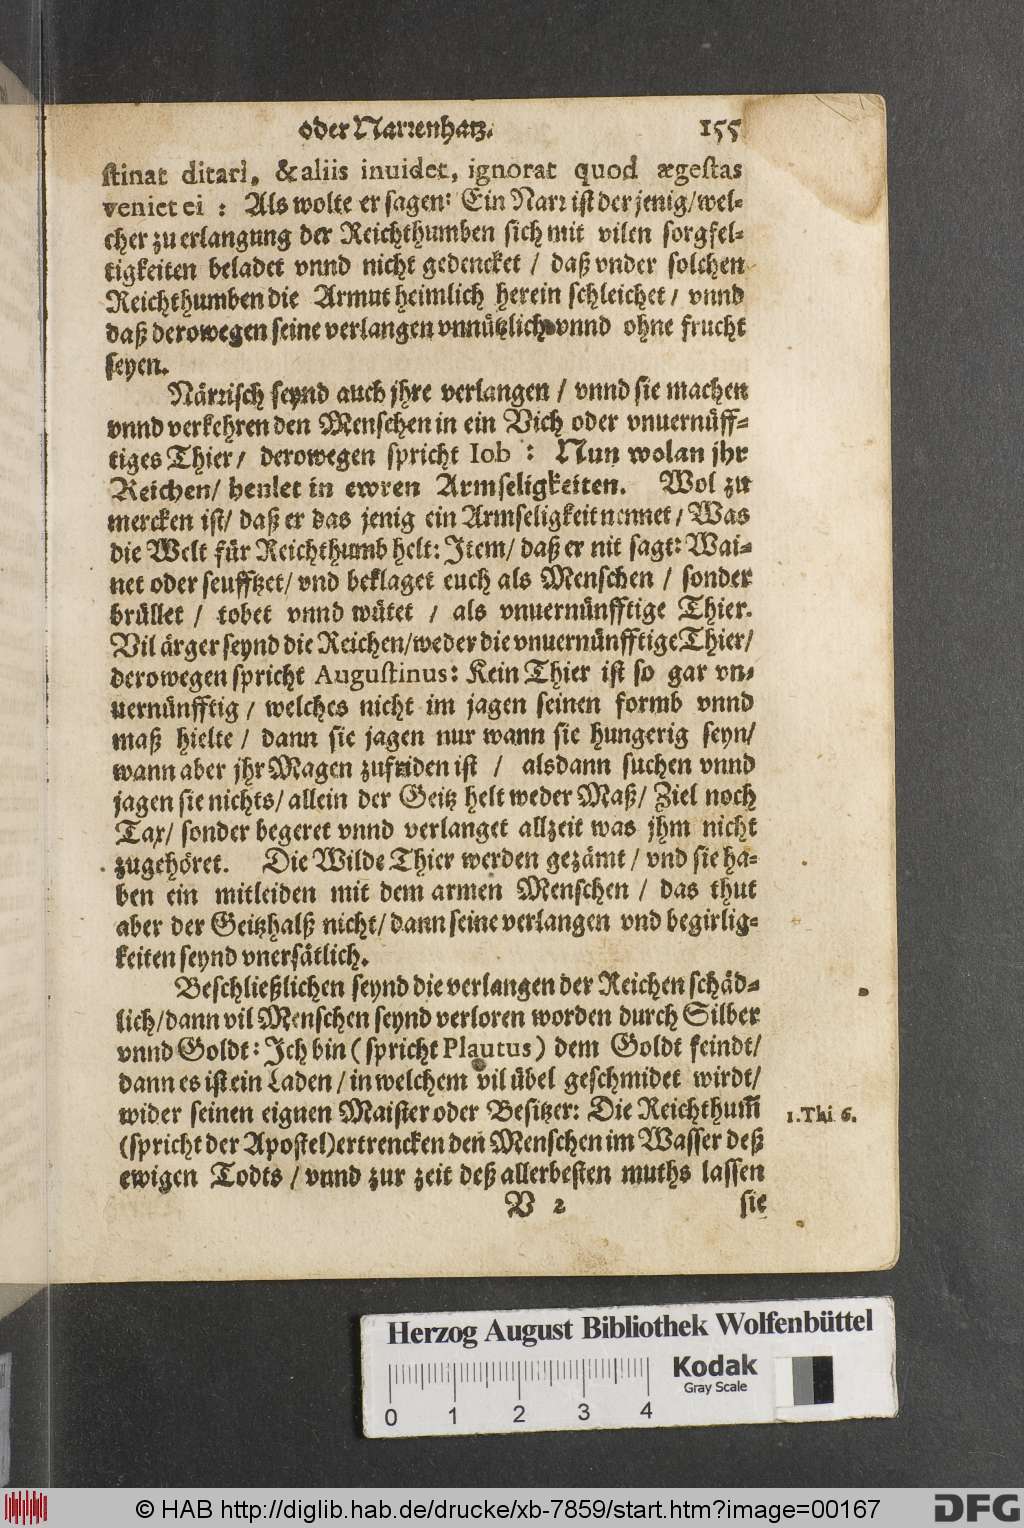 oder Narrenhatz.
155
stinat ditari, & aliis inuidet, ignorat quod ægestas
veniet ei : Als wolte er sagen: Ein Narr ist der jenig/wel-
cher zu erlangung der Reichthumben sich mit vilen sorgfel-
tigkeiten beladet vnnd nicht gedencket / daß vnder solchen
Reichthumben die Armut heimlich herein schleichet / vnnd
daß derowegen seine verlangen vnnützlich vnnd ohne frucht
seyen.
Närrisch seynd auch jhre verlangen / vnnd sie machen
vnnd verkehren den Menschen in ein Vich oder vnuernüff-
tiges Thier/ derowegen spricht Iob : Nun wolan jhr
Reichen/ heulet in ewren Armseligkeiten. Wol zu
mercken ist/ daß er das jenig ein Armseligkeit nennet/ Was
die Welt für Reichthumb helt: Item/ daß er nit sagt: Wai-
net oder seufftzet/ vnd beklaget euch als Menschen / sonder
brüllet / tobet vnnd wütet / als vnuernünfftige Thier.
Vil ärger seynd die Reichen/weder die vnuernünfftige Thier/
derowegen spricht Augustinus: Kein Thier ist so gar vn-
uernünfftig / welches nicht im jagen seinen formb vnnd
maß hielte / dann sie jagen nur wann sie hungerig seyn/
wann aber jhr Magen zufriden ist / alsdann suchen vnnd
jagen sie nichts/ allein der Geitz helt weder Maß/ Ziel noch
Tax/ sonder begeret vnnd verlanget allzeit was jhm nicht
zugehöret. Die Wilde Thier werden gezämt / vnd sie ha-
ben ein mitleiden mit dem armen Menschen / das thut
aber der Geitzhalß nicht/ dann seine verlangen vnd begirlig-
keiten seynd vnersätlich.
Beschließlichen seynd die verlangen der Reichen schäd-
lich/dann vil Menschen seynd verloren worden durch Silber
vnnd Goldt: Ich bin ( spricht Plautus ) dem Goldt feindt/
dann es ist ein Laden / in welchem vil übel geschmidet wirdt/
wider seinen eignen Maister oder Besitzer: Die Reichthum̃
1. Thi 6.
(spricht der Apostel) ertrencken den Menschen im Wasser deß
ewigen Todts / vnnd zur zeit deß allerbesten muths lassen
V 2
sie
Herzog August Bibliothek Wolfenbüttel
Kodak
Gray Scale
0 1 2 3 4
© HAB http://diglib.hab.de/drucke/xb-7859/start.htm?image=00167
DFG